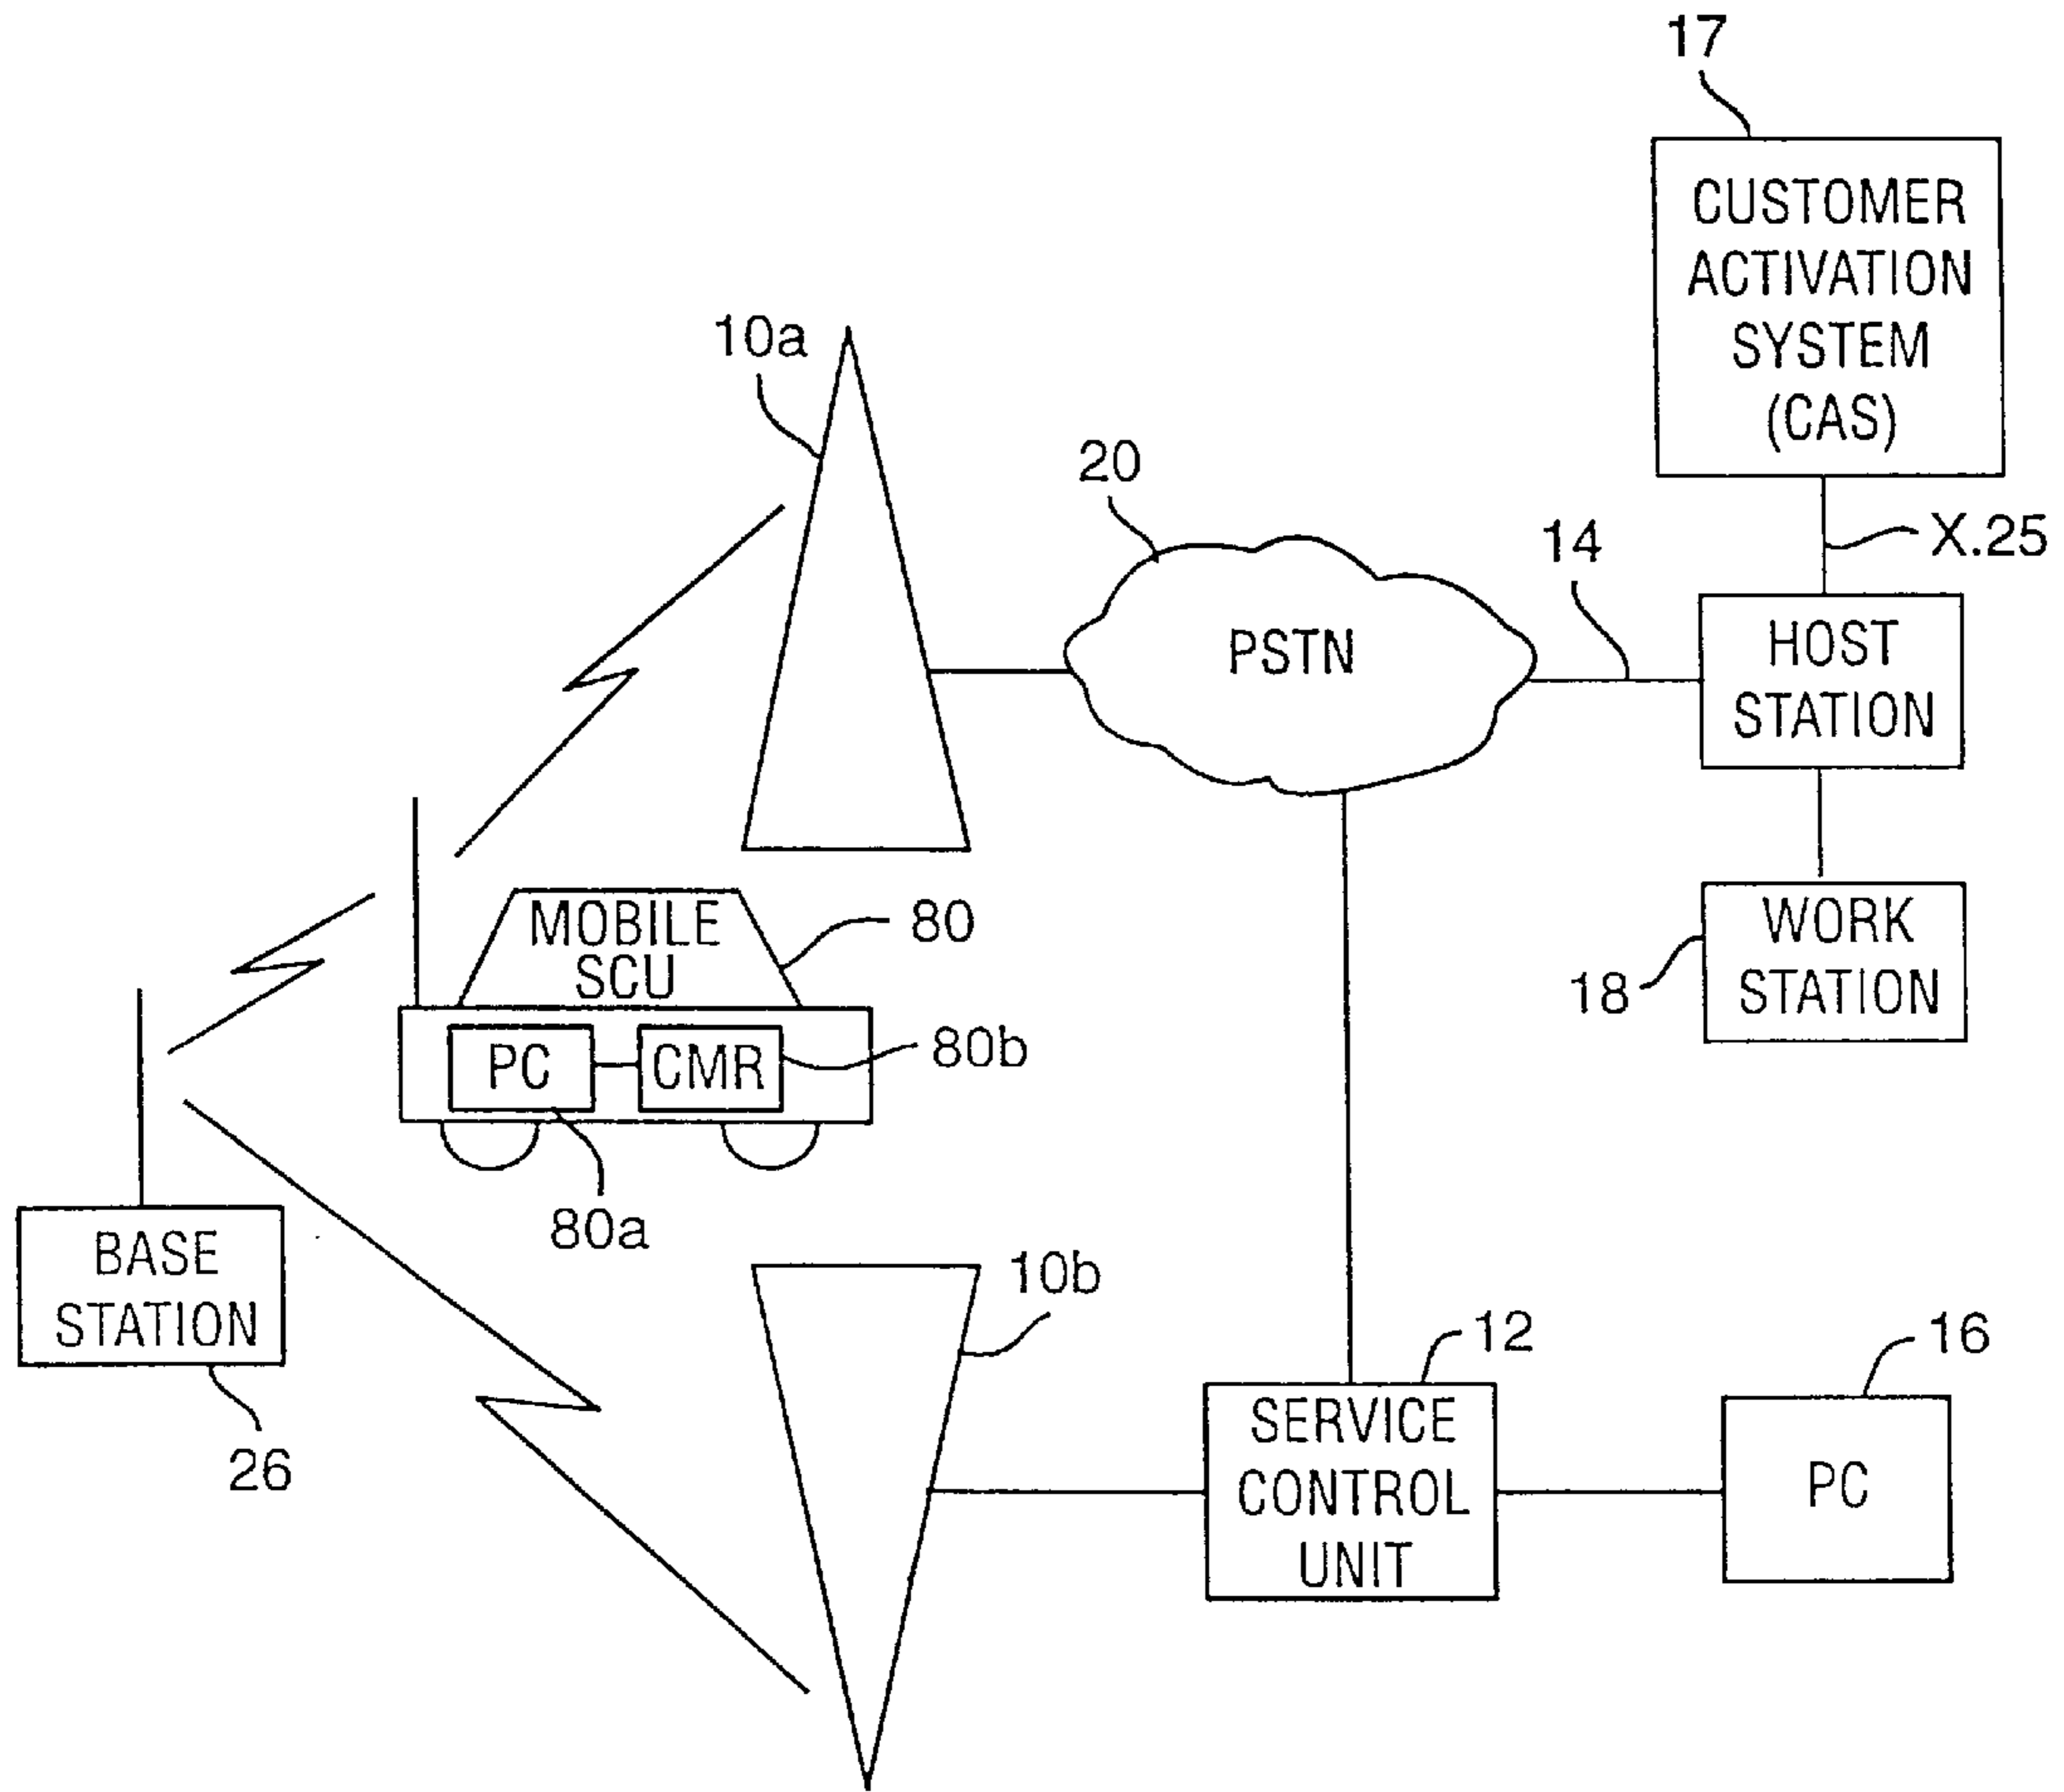 17
CUSTOMER
ACTIVATION
SYSTEM
(CAS)
10a
20
14
X.25
PSTN
HOST
STATION
MOBILE
SCU
80
WORK
STATION
18
PC
CMR
80b
80a
BASE
STATION
26
10b
12
16
SERVICE
CONTROL
UNIT
PC